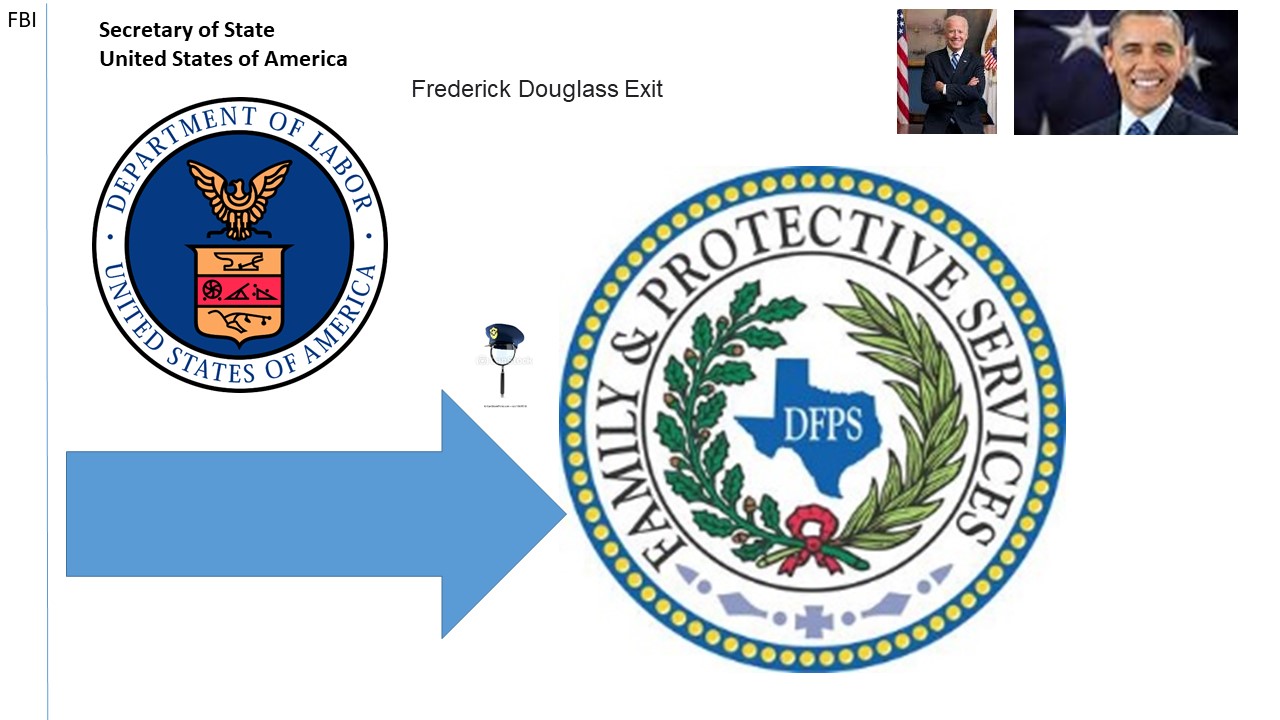 FBI
Secretary of State
United States of America
Frederick Douglass Exit
DEPARTMENT OF LABOR
UNITED STATES OF AMERICA
FAMILY & PROTECTIVE SERVICES
DFPS